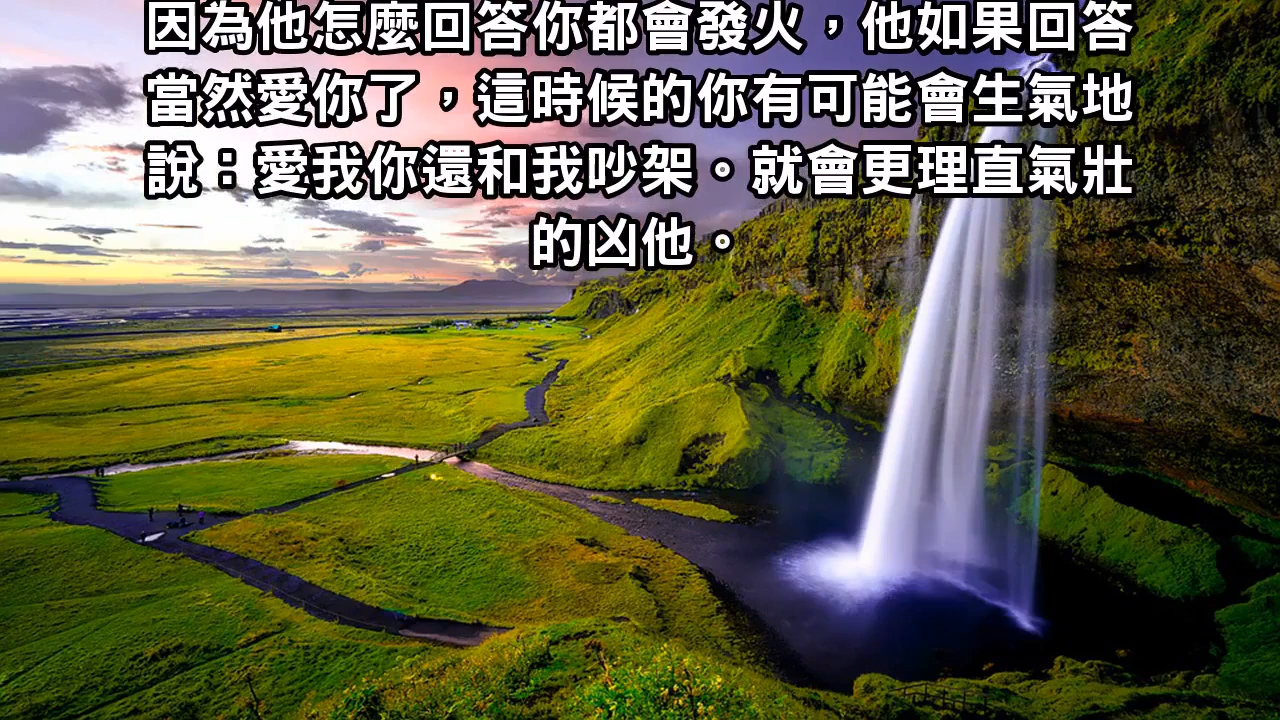 因為他怎麼回答你都會發火，他如果回答
當然愛你了，這時候的你有可能會生氣地
說：愛我你還和我吵架。就會更理直氣壯
的凶他。